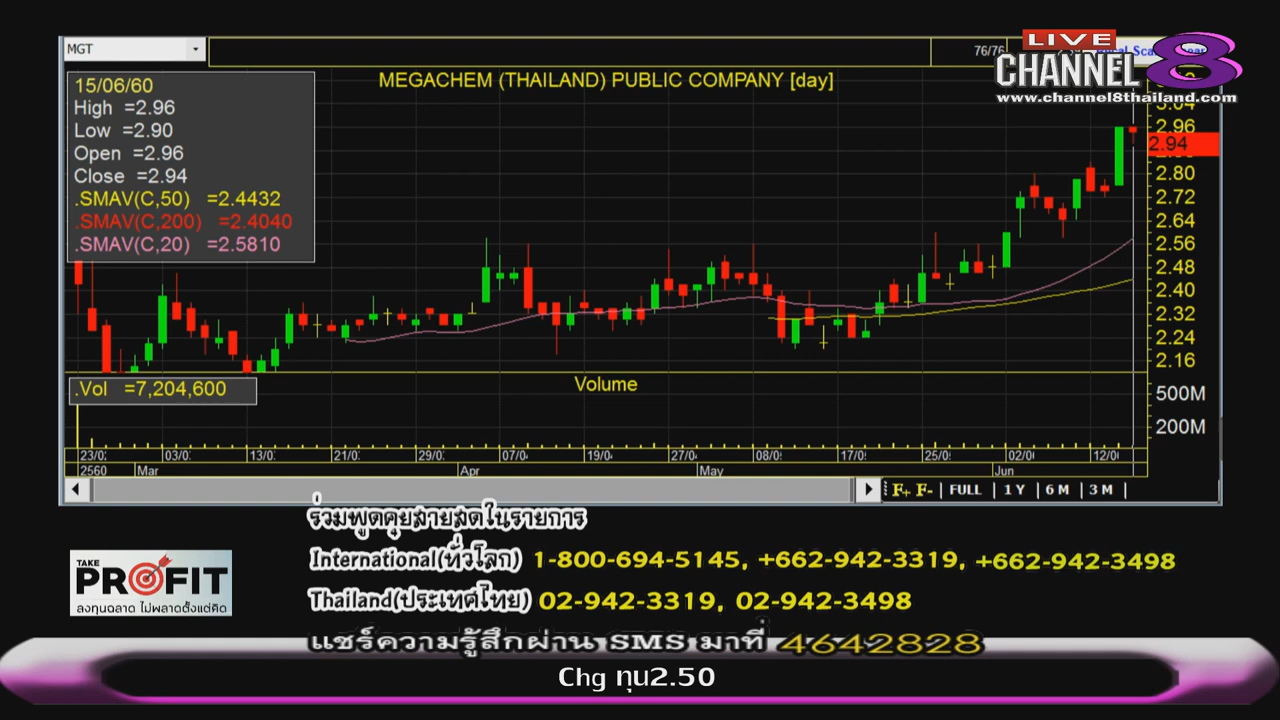 MGT
76/76
LIVE
CHANNEL 8
www.channel8thailand.com
MEGACHEM (THAILAND) PUBLIC COMPANY [day]
15/06/60
High =2.96
Low =2.90
Open =2.96
Close =2.94
.SMAV(C,50) =2.4432
.SMAV(C,200) =2.4040
.SMAV(C,20) =2.5810
3.04
2.96
2.94
2.80
2.72
2.64
2.56
2.48
2.40
2.32
2.24
2.16
.Vol =7,204,600
Volume
500M
200M
23/0 03/0 13/0 21/0 29/0 07/0 19/0 27/0 08/0 17/0 25/0 02/0 12/0
2560 Mar Apr May Jun
F+ F- | FULL | 1 Y | 6 M | 3 M |
ร่วมพูดคุยสายสดในรายการ
International(ทั่วโลก) 1-800-694-5145, +662-942-3319, +662-942-3498
TAKE PROFIT
ลงทุนฉลาด ไม่พลาดตั้งแต่คิด
Thailand(ประเทศไทย) 02-942-3319, 02-942-3498
แชร์ความรู้สึกผ่าน SMS มาที่ 4642828
Chg ทุน2.50